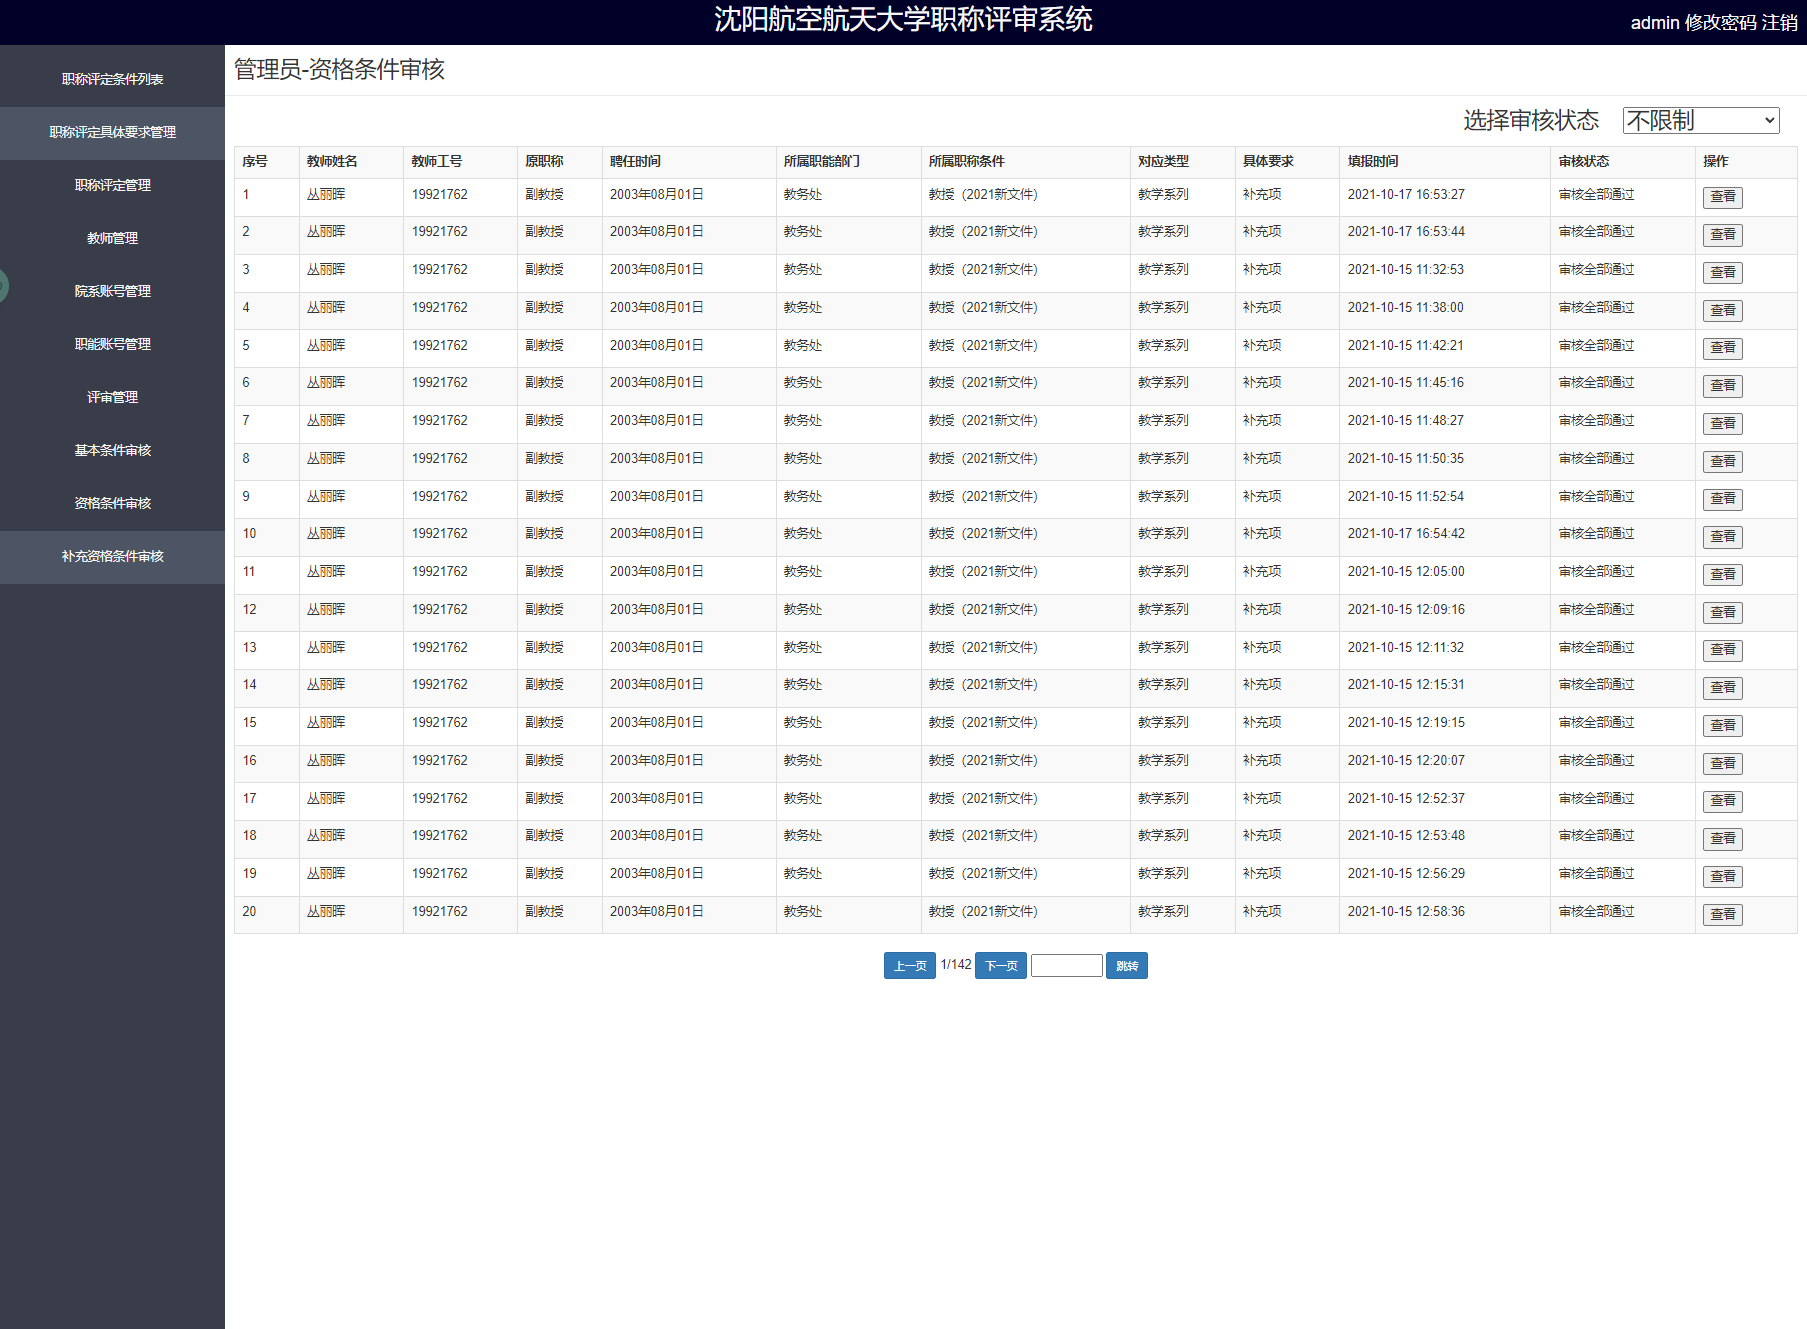 沈阳航空航天大学职称评审系统
admin 修改密码 注销
职称评定条件列表
职称评定具体要求管理
职称评定管理
教师管理
院系账号管理
职能账号管理
评审管理
基本条件审核
资格条件审核
补充资格条件审核
管理员-资格条件审核
选择审核状态 不限制
序号 教师姓名 教师工号 原职称 聘任时间 所属职能部门 所属职称条件 对应类型 具体要求 填报时间 审核状态 操作
1 丛丽晖 19921762 副教授 2003年08月01日 教务处 教授（2021新文件） 教学系列 补充项 2021-10-17 16:53:27 审核全部通过 查看
2 丛丽晖 19921762 副教授 2003年08月01日 教务处 教授（2021新文件） 教学系列 补充项 2021-10-17 16:53:44 审核全部通过 查看
3 丛丽晖 19921762 副教授 2003年08月01日 教务处 教授（2021新文件） 教学系列 补充项 2021-10-15 11:32:53 审核全部通过 查看
4 丛丽晖 19921762 副教授 2003年08月01日 教务处 教授（2021新文件） 教学系列 补充项 2021-10-15 11:38:00 审核全部通过 查看
5 丛丽晖 19921762 副教授 2003年08月01日 教务处 教授（2021新文件） 教学系列 补充项 2021-10-15 11:42:21 审核全部通过 查看
6 丛丽晖 19921762 副教授 2003年08月01日 教务处 教授（2021新文件） 教学系列 补充项 2021-10-15 11:45:16 审核全部通过 查看
7 丛丽晖 19921762 副教授 2003年08月01日 教务处 教授（2021新文件） 教学系列 补充项 2021-10-15 11:48:27 审核全部通过 查看
8 丛丽晖 19921762 副教授 2003年08月01日 教务处 教授（2021新文件） 教学系列 补充项 2021-10-15 11:50:35 审核全部通过 查看
9 丛丽晖 19921762 副教授 2003年08月01日 教务处 教授（2021新文件） 教学系列 补充项 2021-10-15 11:52:54 审核全部通过 查看
10 丛丽晖 19921762 副教授 2003年08月01日 教务处 教授（2021新文件） 教学系列 补充项 2021-10-17 16:54:42 审核全部通过 查看
11 丛丽晖 19921762 副教授 2003年08月01日 教务处 教授（2021新文件） 教学系列 补充项 2021-10-15 12:05:00 审核全部通过 查看
12 丛丽晖 19921762 副教授 2003年08月01日 教务处 教授（2021新文件） 教学系列 补充项 2021-10-15 12:09:16 审核全部通过 查看
13 丛丽晖 19921762 副教授 2003年08月01日 教务处 教授（2021新文件） 教学系列 补充项 2021-10-15 12:11:32 审核全部通过 查看
14 丛丽晖 19921762 副教授 2003年08月01日 教务处 教授（2021新文件） 教学系列 补充项 2021-10-15 12:15:31 审核全部通过 查看
15 丛丽晖 19921762 副教授 2003年08月01日 教务处 教授（2021新文件） 教学系列 补充项 2021-10-15 12:19:15 审核全部通过 查看
16 丛丽晖 19921762 副教授 2003年08月01日 教务处 教授（2021新文件） 教学系列 补充项 2021-10-15 12:20:07 审核全部通过 查看
17 丛丽晖 19921762 副教授 2003年08月01日 教务处 教授（2021新文件） 教学系列 补充项 2021-10-15 12:52:37 审核全部通过 查看
18 丛丽晖 19921762 副教授 2003年08月01日 教务处 教授（2021新文件） 教学系列 补充项 2021-10-15 12:53:48 审核全部通过 查看
19 丛丽晖 19921762 副教授 2003年08月01日 教务处 教授（2021新文件） 教学系列 补充项 2021-10-15 12:56:29 审核全部通过 查看
20 丛丽晖 19921762 副教授 2003年08月01日 教务处 教授（2021新文件） 教学系列 补充项 2021-10-15 12:58:36 审核全部通过 查看
上一页 1/142 下一页 跳转